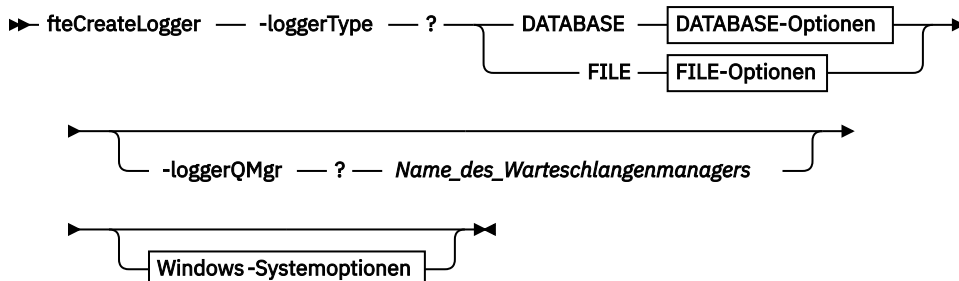 fteCreateLogger -loggerType ? DATABASE DATABASE-Optionen
FILE FILE-Optionen
-loggerQMgr ? Name_des_Warteschlangenmanagers
Windows-Systemoptionen